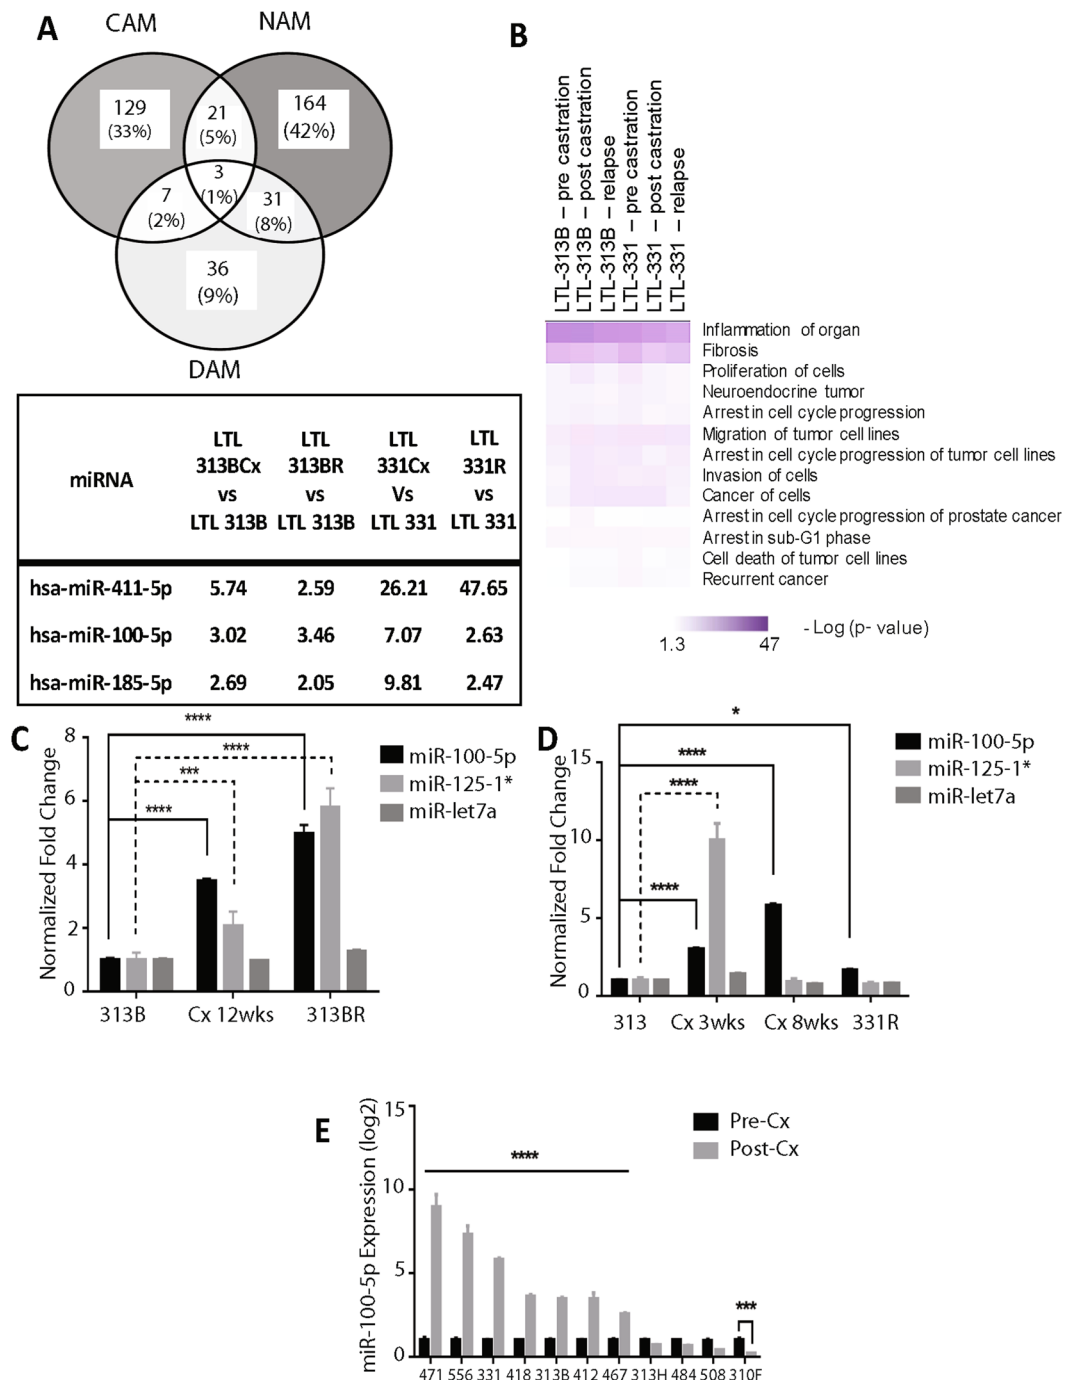 A
CAM
NAM
129
(33%)
21
(5%)
164
(42%)
3
(1%)
7
(2%)
31
(8%)
36
(9%)
DAM
miRNA
LTL 313BCx vs LTL 313B
LTL 313BR vs LTL 313B
LTL 331Cx Vs LTL 331
LTL 331R vs LTL 331
hsa-miR-411-5p 5.74 2.59 26.21 47.65
hsa-miR-100-5p 3.02 3.46 7.07 2.63
hsa-miR-185-5p 2.69 2.05 9.81 2.47
B
LTL-313B – pre castration
LTL-313B – post castration
LTL-313B – relapse
LTL-331 – pre castration
LTL-331 – post castration
LTL-331 – relapse
Inflammation of organ
Fibrosis
Proliferation of cells
Neuroendocrine tumor
Arrest in cell cycle progression
Migration of tumor cell lines
Arrest in cell cycle progression of tumor cell lines
Invasion of cells
Cancer of cells
Arrest in cell cycle progression of prostate cancer
Arrest in sub-G1 phase
Cell death of tumor cell lines
Recurrent cancer
1.3 47
- Log (p- value)
C
Normalized Fold Change
8
6
4
2
0
****
****
***
****
313B Cx 12wks 313BR
miR-100-5p
miR-125-1*
miR-let7a
D
Normalized Fold Change
15
10
5
0
*
****
****
****
313 Cx 3wks Cx 8wks 331R
miR-100-5p
miR-125-1*
miR-let7a
E
miR-100-5p Expression (log2)
15
10
5
0
****
***
471 556 331 418 313B 412 467 313H 484 508 310F
Pre-Cx
Post-Cx